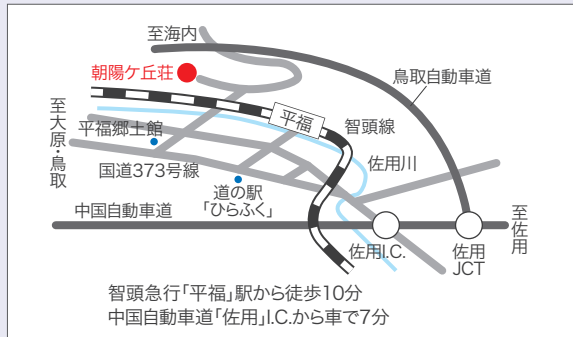 至海内
朝陽ケ丘荘
鳥取自動車道
至大原・鳥取
平福郷土館
平福
智頭線
佐用川
国道373号線
道の駅
「ひらふく」
中国自動車道
至佐用
佐用I.C.
佐用
JCT
智頭急行「平福」駅から徒歩10分
中国自動車道「佐用」I.C.から車で7分